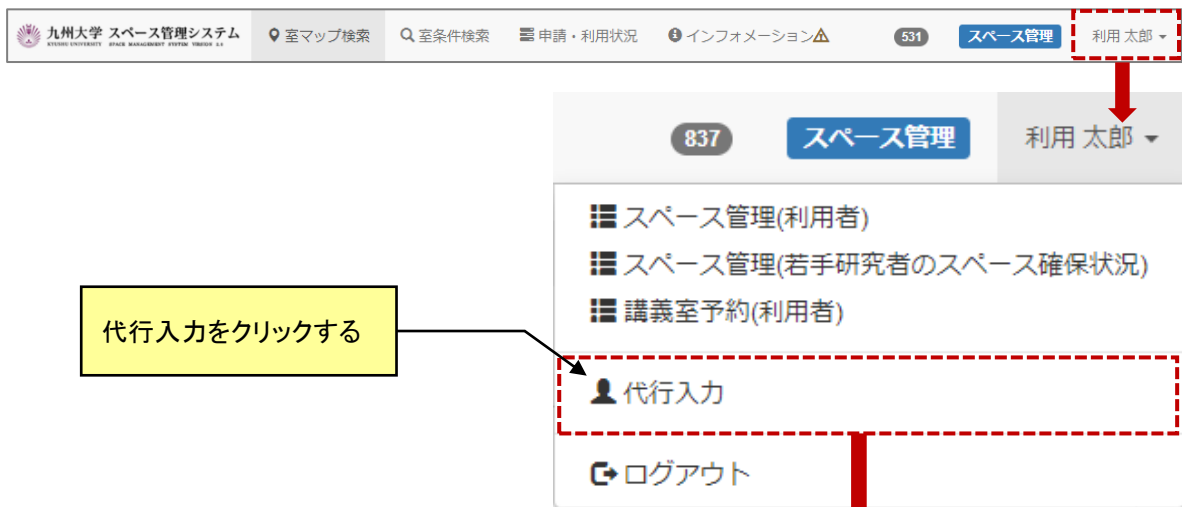 九州大学 スペース管理システム 室マップ検索 室条件検索 申請・利用状況 インフォメーション 531 スペース管理 利用 太郎
KYUSHU UNIVERSITY SPACE MANAGEMENT SYSTEM VERSION
837 スペース管理 利用 太郎
スペース管理(利用者)
スペース管理(若手研究者のスペース確保状況)
講義室予約(利用者)
代行入力をクリックする
代行入力
ログアウト